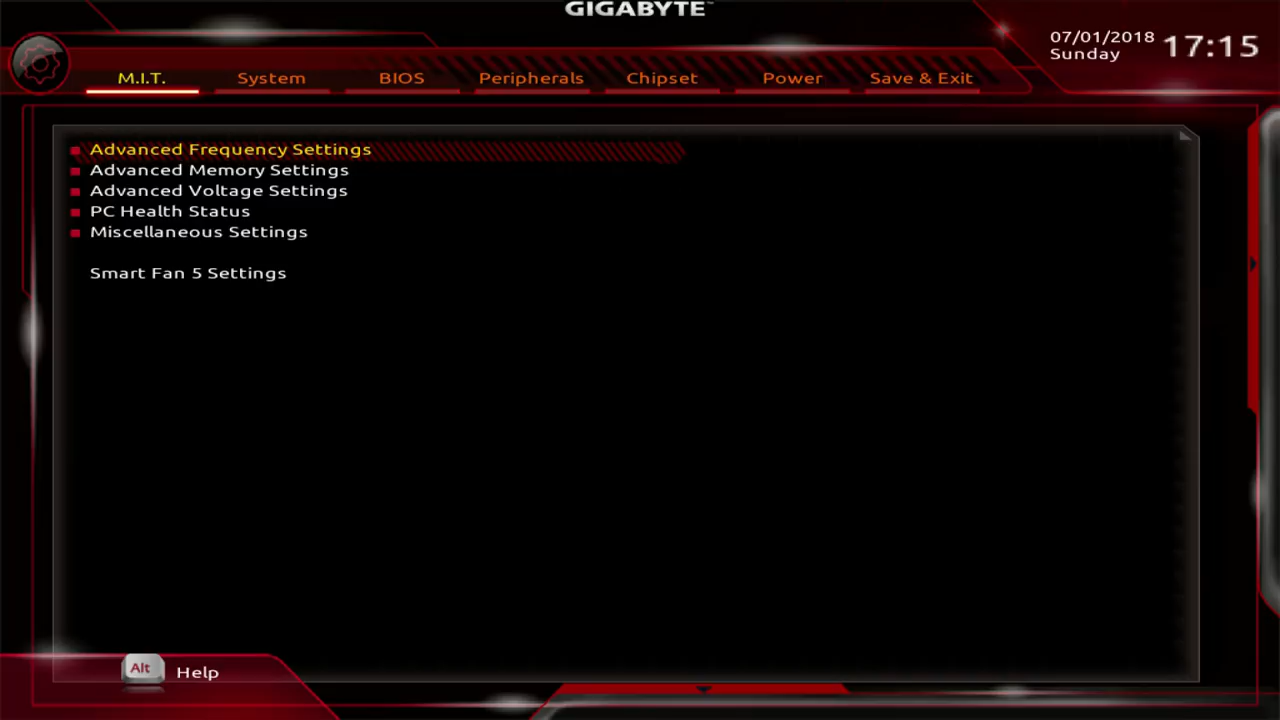 GIGABYTE™
07/01/2018
Sunday
17:15
M.I.T. System BIOS Peripherals Chipset Power Save & Exit
Advanced Frequency Settings
Advanced Memory Settings
Advanced Voltage Settings
PC Health Status
Miscellaneous Settings
Smart Fan 5 Settings
Alt Help